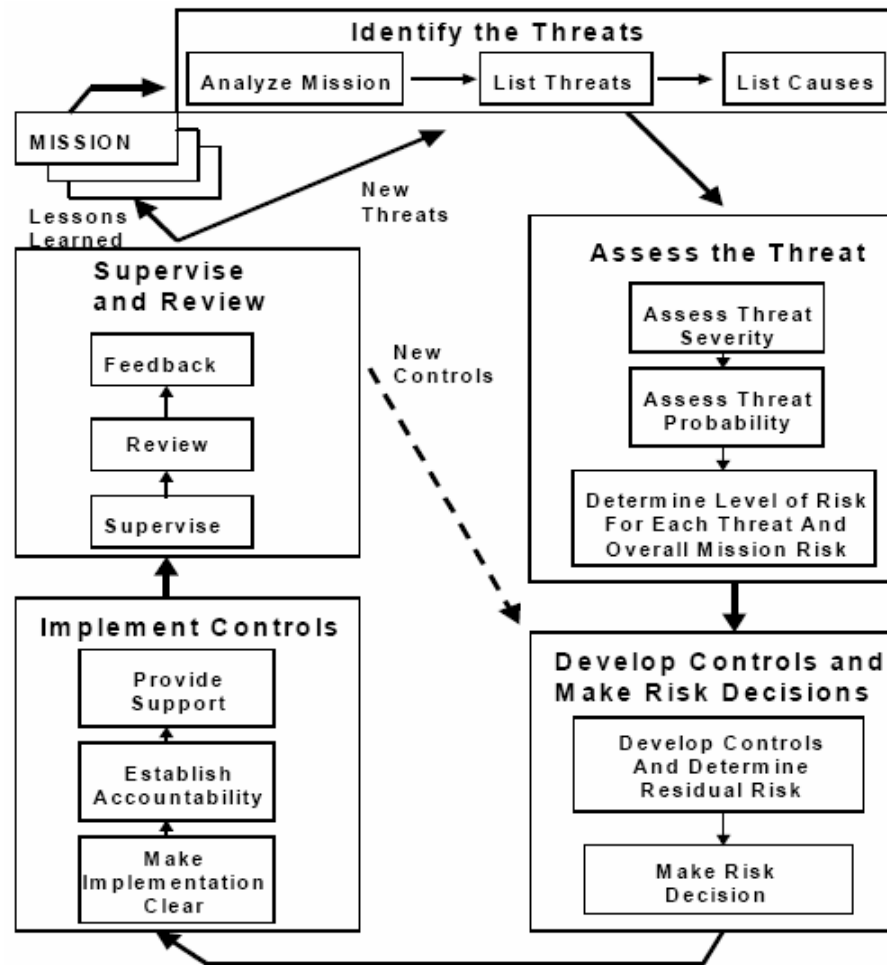 Identify the Threats
Analyze Mission
List Threats
List Causes
MISSION
Lessons
Learned
New
Threats
Assess the Threat
Assess Threat
Severity
Assess Threat
Probability
Determine Level of Risk
For Each Threat And
Overall Mission Risk
New
Controls
Develop Controls and
Make Risk Decisions
Develop Controls
And Determine
Residual Risk
Make Risk
Decision
Implement Controls
Provide
Support
Establish
Accountability
Make
Implementation
Clear
Supervise
and Review
Feedback
Review
Supervise